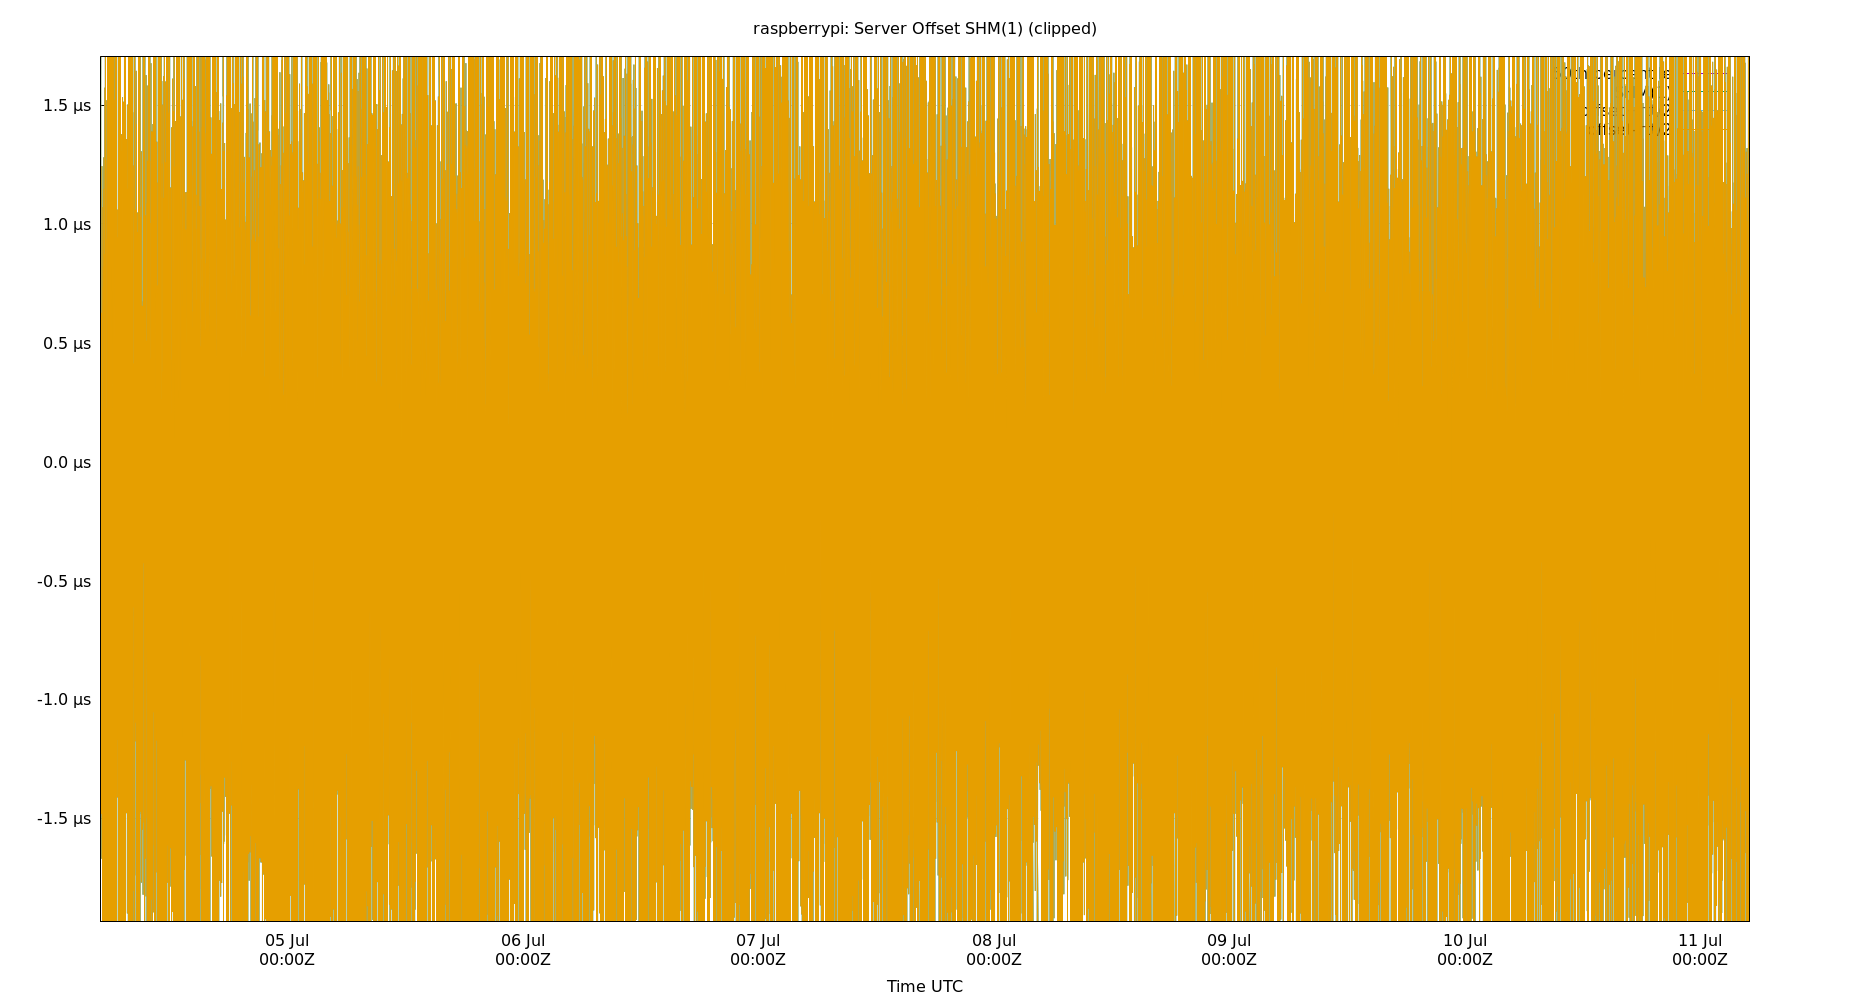 raspberrypi: Server Offset SHM(1) (clipped)
1.5 µs
1.0 µs
0.5 µs
0.0 µs
-0.5 µs
-1.0 µs
-1.5 µs
05 Jul 06 Jul 07 Jul 08 Jul 09 Jul 10 Jul 11 Jul
00:00Z 00:00Z 00:00Z 00:00Z 00:00Z 00:00Z 00:00Z
Time UTC